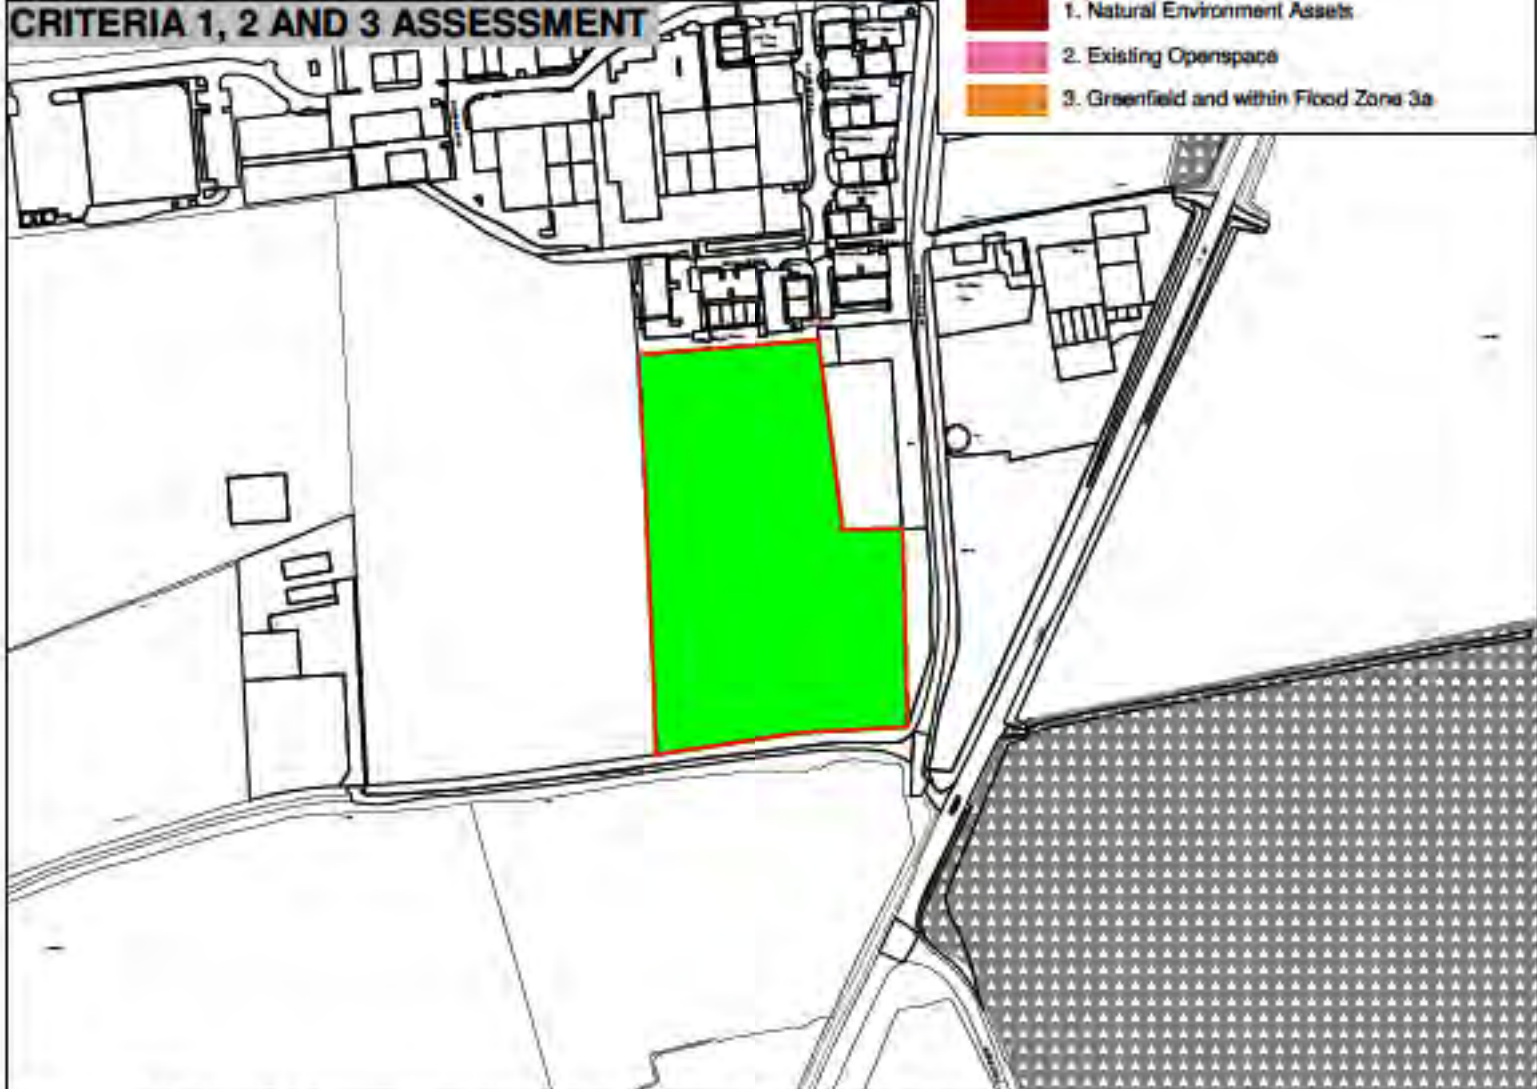 CRITERIA 1, 2 AND 3 ASSESSMENT
1. Natural Environment Assets
2. Existing Openspace
3. Greenfield and within Flood Zone 3a